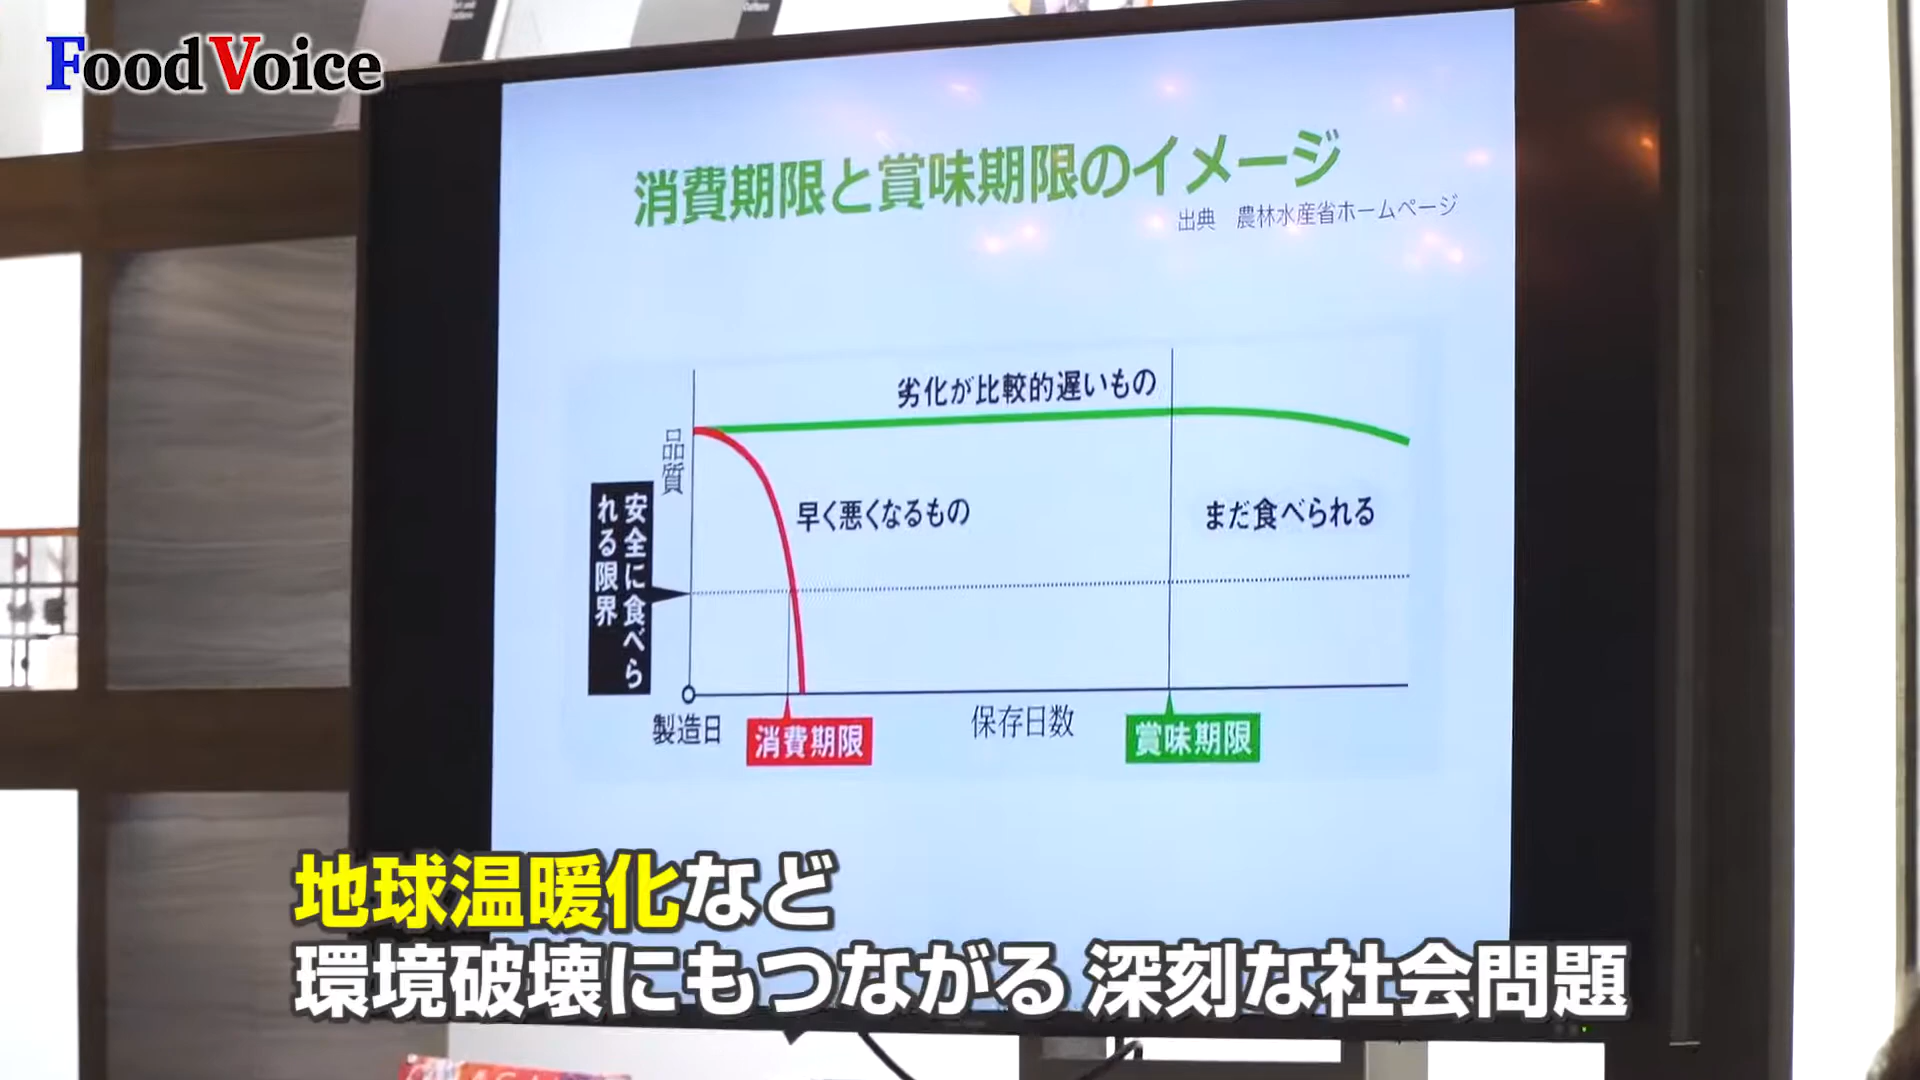 Food Voice
消費期限と賞味期限のイメージ
出典 農林水産省ホームページ
劣化が比較的遅いもの
品質
早く悪くなるもの
まだ食べられる
安全に食べら
れる限界
製造日
消費期限
保存日数
賞味期限
地球温暖化など
環境破壊にもつながる 深刻な社会問題